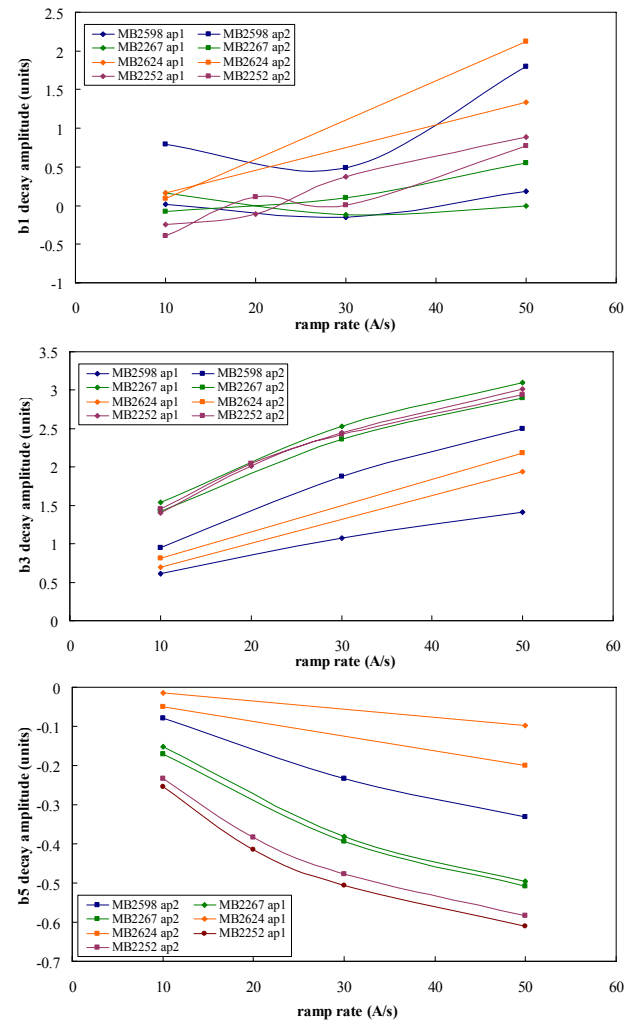 b1 decay amplitude (units)
2.5
2
1.5
1
0.5
0
-0.5
-1
MB2598 ap1 MB2598 ap2
MB2267 ap1 MB2267 ap2
MB2624 ap1 MB2624 ap2
MB2252 ap1 MB2252 ap2
0 10 20 30 40 50 60
ramp rate (A/s)
b3 decay amplitude (units)
3.5
3
2.5
2
1.5
1
0.5
0
MB2598 ap1 MB2598 ap2
MB2267 ap1 MB2267 ap2
MB2624 ap1 MB2624 ap2
MB2252 ap1 MB2252 ap2
0 10 20 30 40 50 60
ramp rate (A/s)
b5 decay amplitude (units)
0
-0.1
-0.2
-0.3
-0.4
-0.5
-0.6
-0.7
MB2598 ap2 MB2267 ap1
MB2267 ap2 MB2624 ap1
MB2624 ap2 MB2252 ap1
MB2252 ap2
0 10 20 30 40 50 60
ramp rate (A/s)